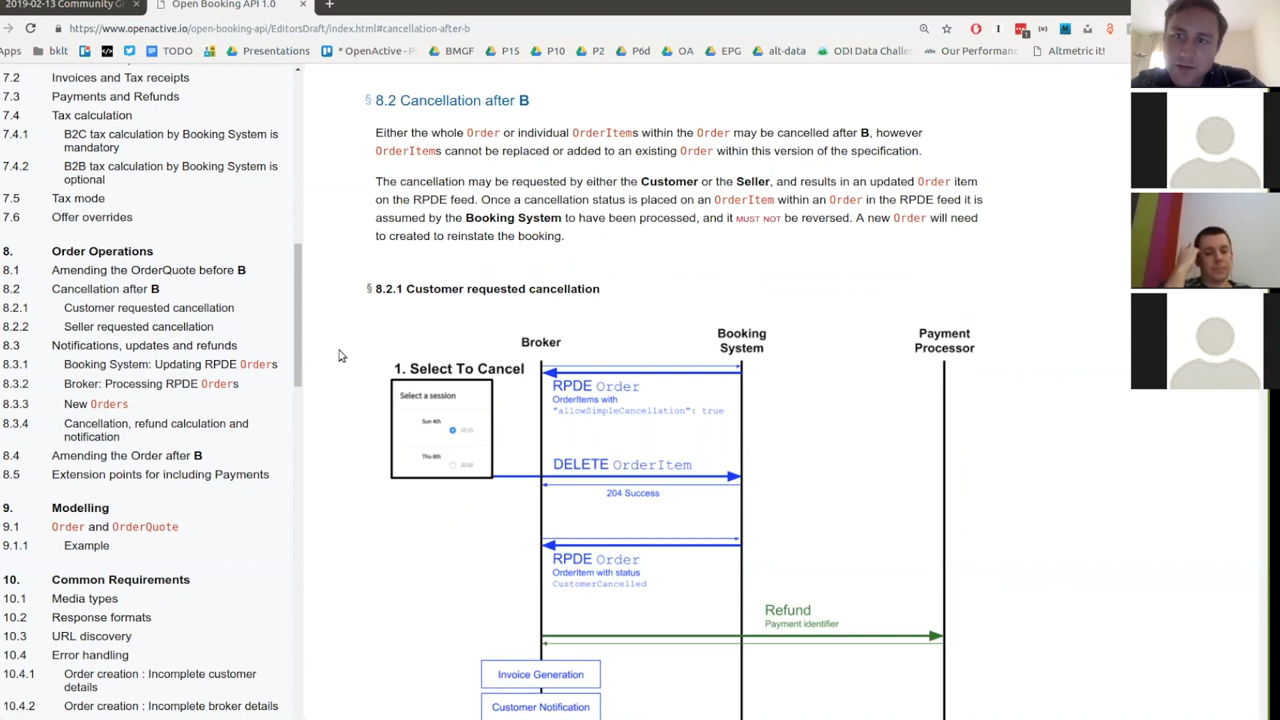 2019-02-13 Community G
Open Booking API 1.0
https://www.openactive.io/open-booking-api/EditorsDraft/index.html#cancellation-after-b
Apps
bklt
TODO
Presentations
* OpenActive - P
BMGF
P15
P10
P2
P6d
OA
EPG
alt-data
ODI Data Challe
Our Performanc
Altmetric it!
7.2 Invoices and Tax receipts
7.3 Payments and Refunds
7.4 Tax calculation
7.4.1 B2C tax calculation by Booking System is
mandatory
7.4.2 B2B tax calculation by Booking System is
optional
7.5 Tax mode
7.6 Offer overrides
8. Order Operations
8.1 Amending the OrderQuote before B
8.2 Cancellation after B
8.2.1 Customer requested cancellation
8.2.2 Seller requested cancellation
8.3 Notifications, updates and refunds
8.3.1 Booking System: Updating RPDE Orders
8.3.2 Broker: Processing RPDE Orders
8.3.3 New Orders
8.3.4 Cancellation, refund calculation and
notification
8.4 Amending the Order after B
8.5 Extension points for including Payments
9. Modelling
9.1 Order and OrderQuote
9.1.1 Example
10. Common Requirements
10.1 Media types
10.2 Response formats
10.3 URL discovery
10.4 Error handling
10.4.1 Order creation : Incomplete customer
details
10.4.2 Order creation : Incomplete broker details
§ 8.2 Cancellation after B
Either the whole Order or individual OrderItems within the Order may be cancelled after B, however
OrderItems cannot be replaced or added to an existing Order within this version of the specification.
The cancellation may be requested by either the Customer or the Seller, and results in an updated Order item
on the RPDE feed. Once a cancellation status is placed on an OrderItem within an Order in the RPDE feed it is
assumed by the Booking System to have been processed, and it MUST NOT be reversed. A new Order will need
to created to reinstate the booking.
§ 8.2.1 Customer requested cancellation
Broker
Booking
System
Payment
Processor
1. Select To Cancel
Select a session
Sun 4th
Thu 8th
20:00
RPDE Order
OrderItems with
"allowSimpleCancellation": true
DELETE OrderItem
204 Success
RPDE Order
OrderItem with status
CustomerCancelled
Refund
Payment identifier
Invoice Generation
Customer Notification